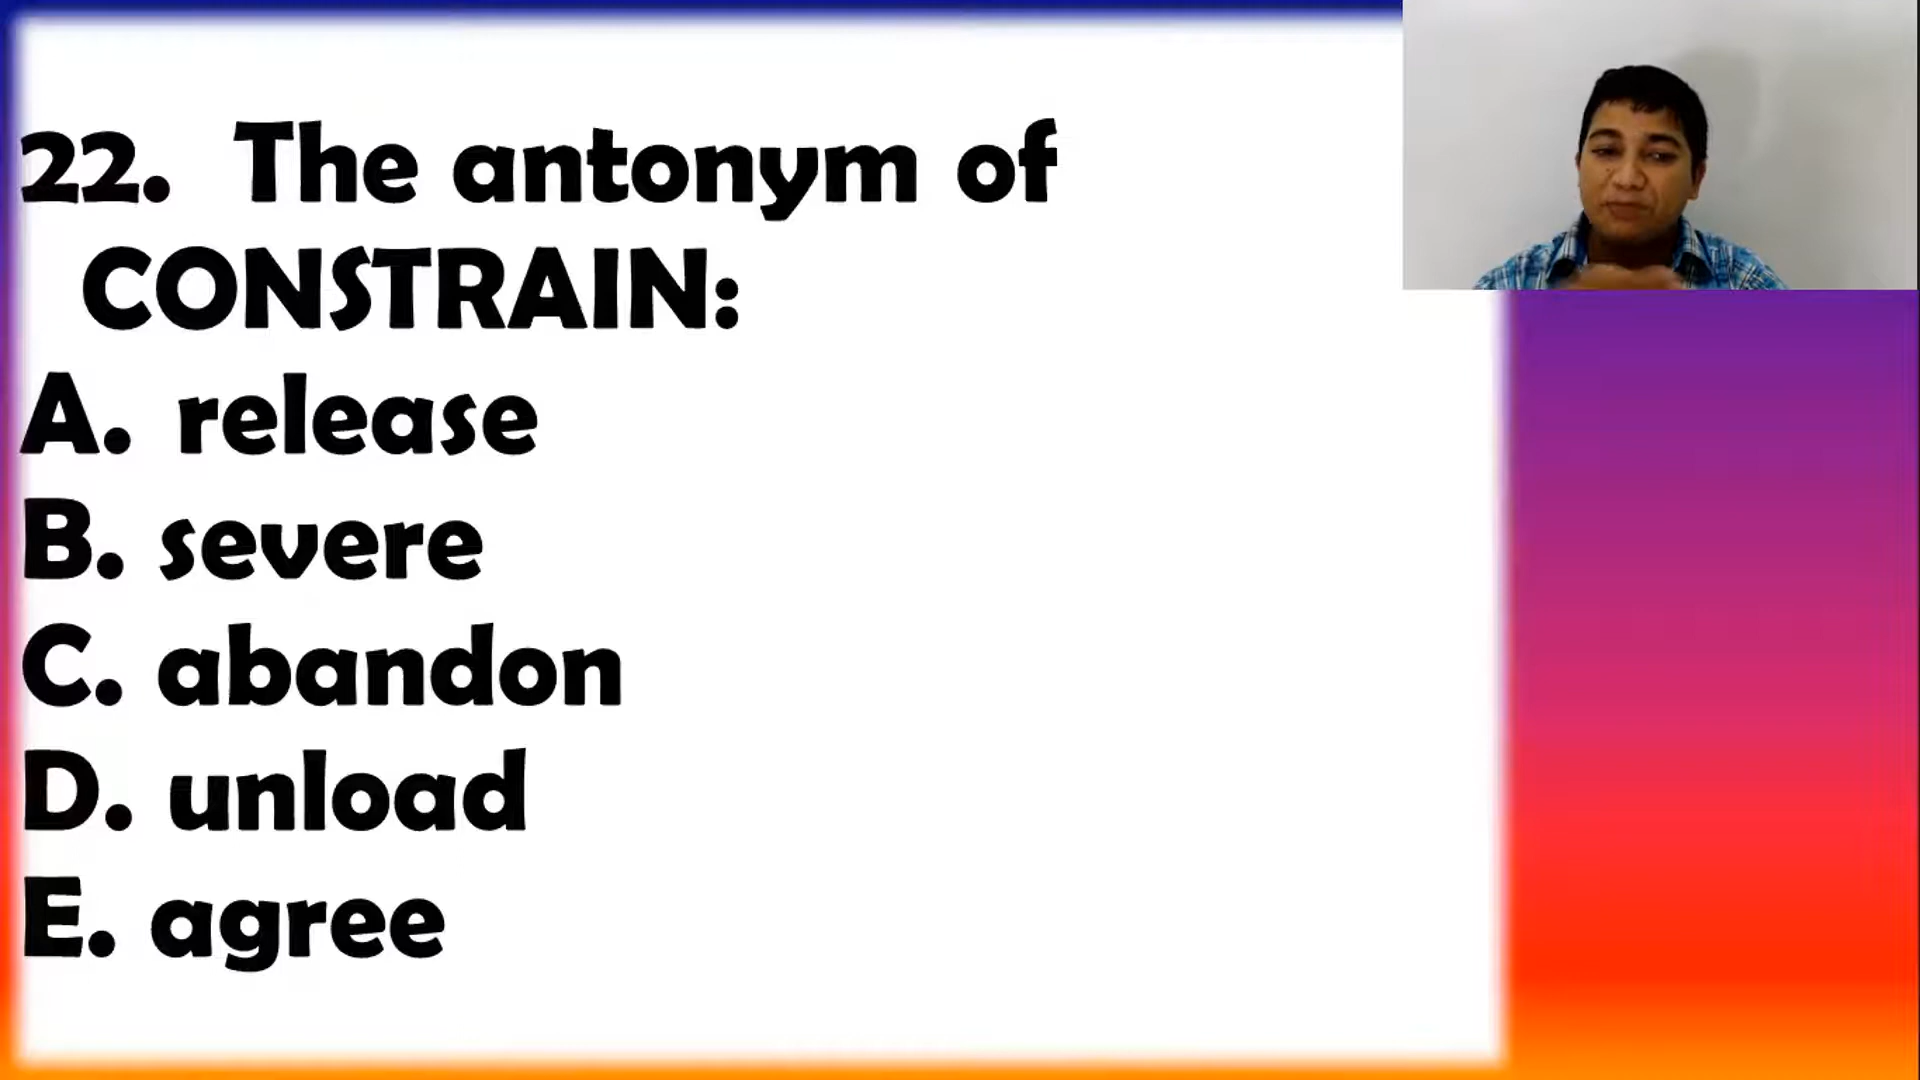 22. The antonym of
CONSTRAIN:
A. release
B. severe
C. abandon
D. unload
E. agree